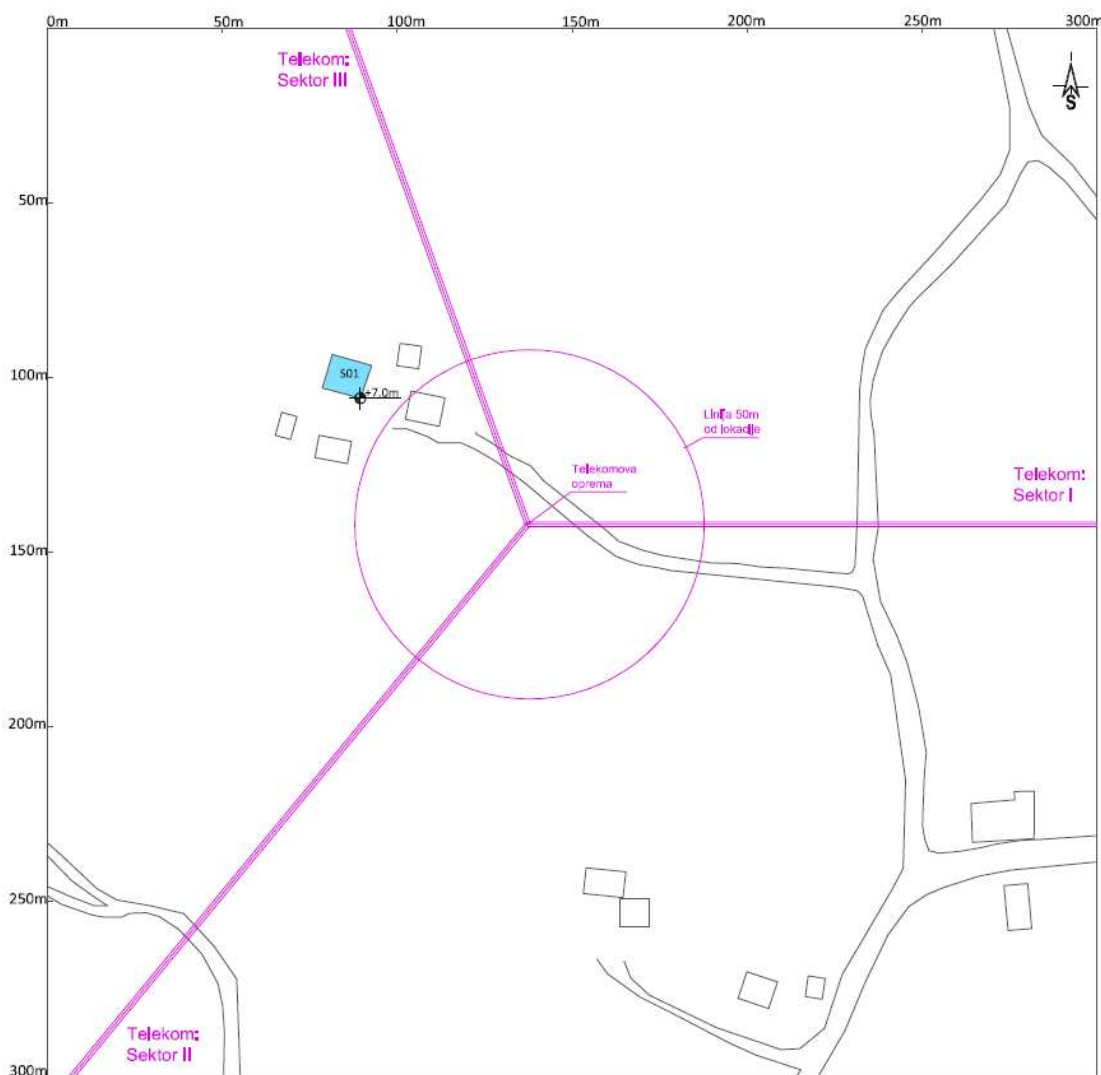 0m
50m
100m
150m
200m
250m
300m
Telekom:
Sektor III
S
50m
100m
S01
+7.0m
Linija 50m
od lokacije
Telekomova
oprema
Telekom:
Sektor I
150m
200m
250m
Telekom:
Sektor II
300m